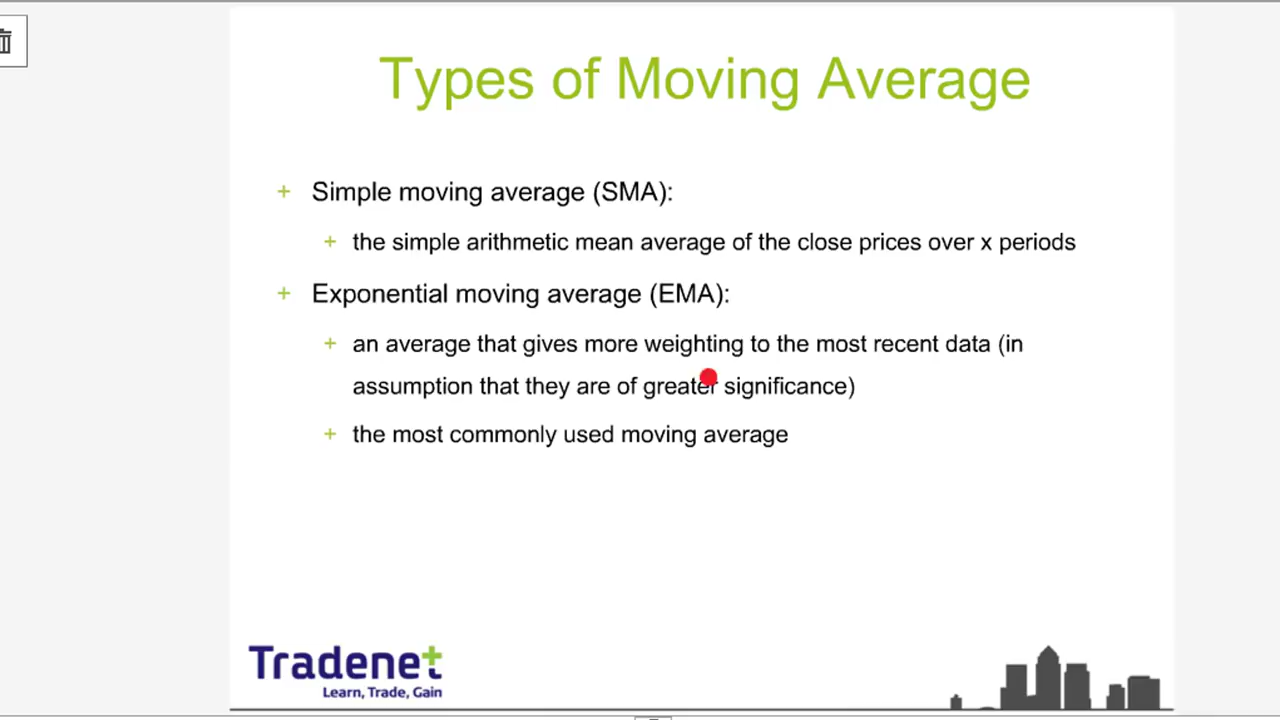 Types of Moving Average
+ Simple moving average (SMA):
+ the simple arithmetic mean average of the close prices over x periods
+ Exponential moving average (EMA):
+ an average that gives more weighting to the most recent data (in
assumption that they are of greater significance)
+ the most commonly used moving average
Tradenet
Learn, Trade, Gain